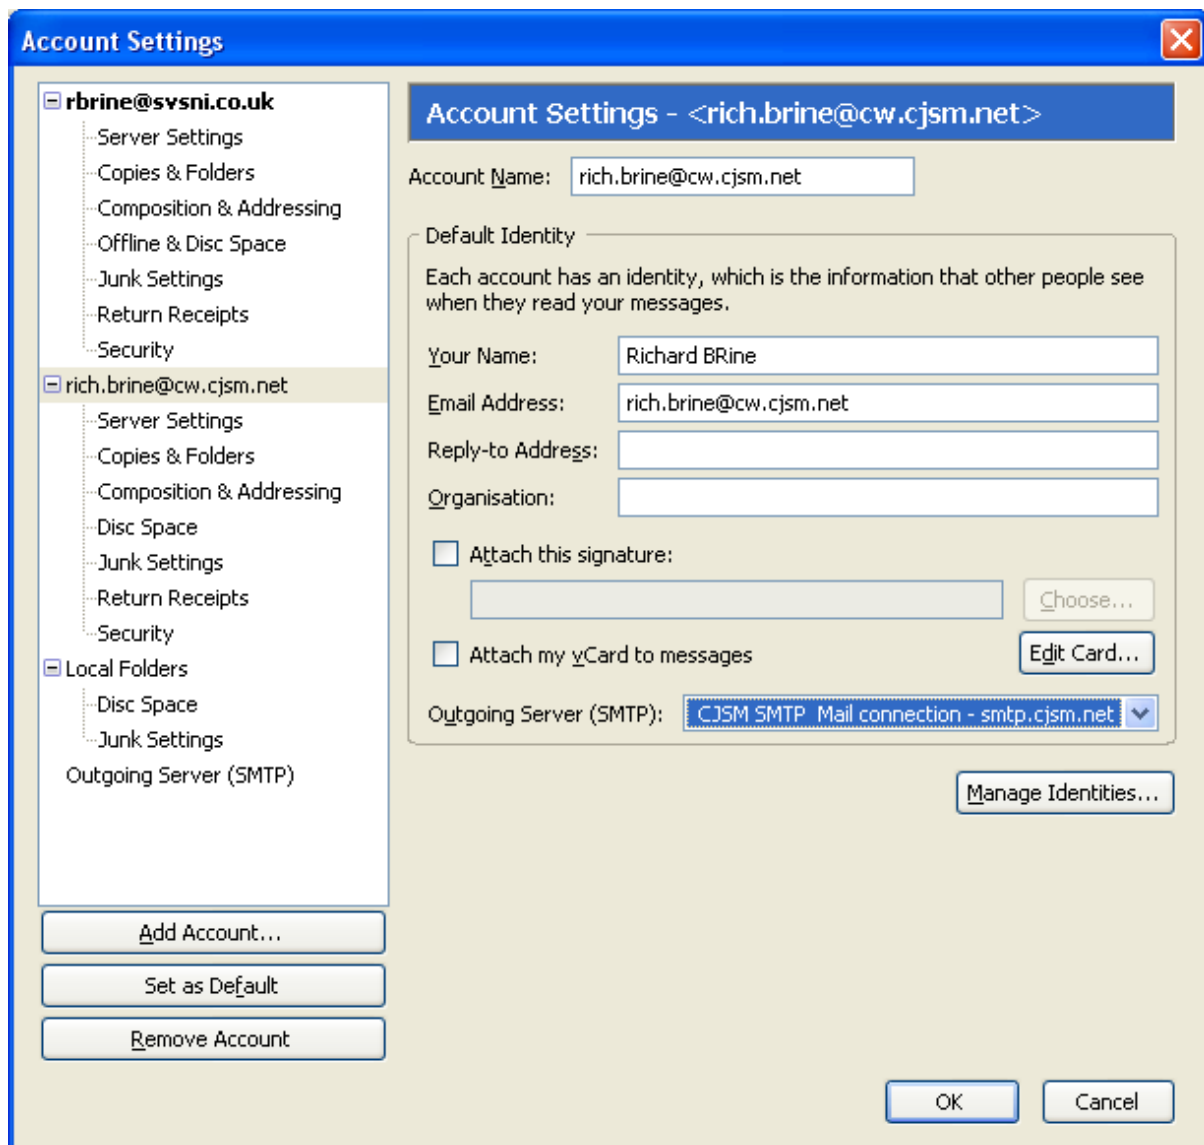 Account Settings
rbrine@svsni.co.uk
Server Settings
Copies & Folders
Composition & Addressing
Offline & Disc Space
Junk Settings
Return Receipts
Security
rich.brine@cw.cjsm.net
Server Settings
Copies & Folders
Composition & Addressing
Disc Space
Junk Settings
Return Receipts
Security
Local Folders
Disc Space
Junk Settings
Outgoing Server (SMTP)
Add Account...
Set as Default
Remove Account
Account Settings - <rich.brine@cw.cjsm.net>
Account Name: rich.brine@cw.cjsm.net
Default Identity
Each account has an identity, which is the information that other people see
when they read your messages.
Your Name: Richard BRine
Email Address: rich.brine@cw.cjsm.net
Reply-to Address:
Organisation:
Attach this signature:
Choose...
Attach my vCard to messages Edit Card...
Outgoing Server (SMTP): CJSM SMTP Mail connection - smtp.cjsm.net
Manage Identities...
OK Cancel